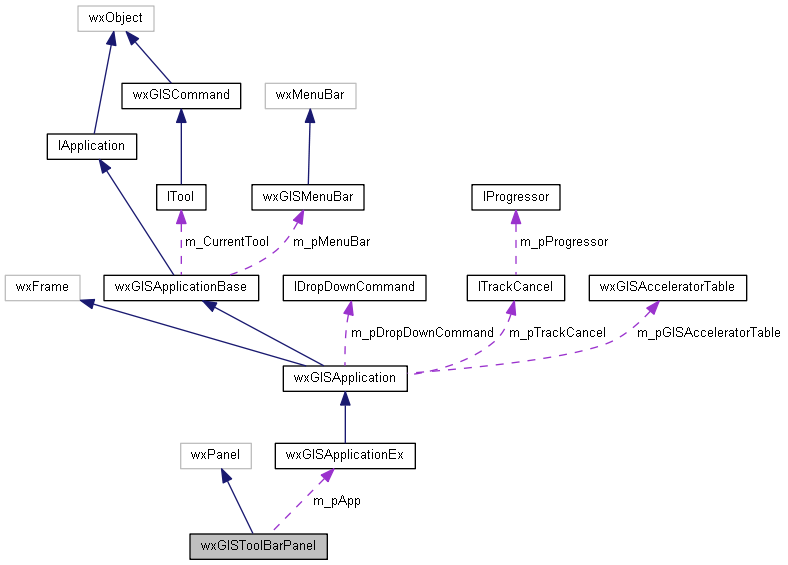 wxObject
wxGISCommand
wxMenuBar
IApplication
ITool
wxGISMenuBar
IProgressor
m_CurrentTool
m_pMenuBar
m_pProgressor
wxFrame
wxGISApplicationBase
IDropDownCommand
ITrackCancel
wxGISAcceleratorTable
m_pDropDownCommand
m_pTrackCancel
m_pGISAcceleratorTable
wxGISApplication
wxPanel
wxGISApplicationEx
m_pApp
wxGISToolBarPanel